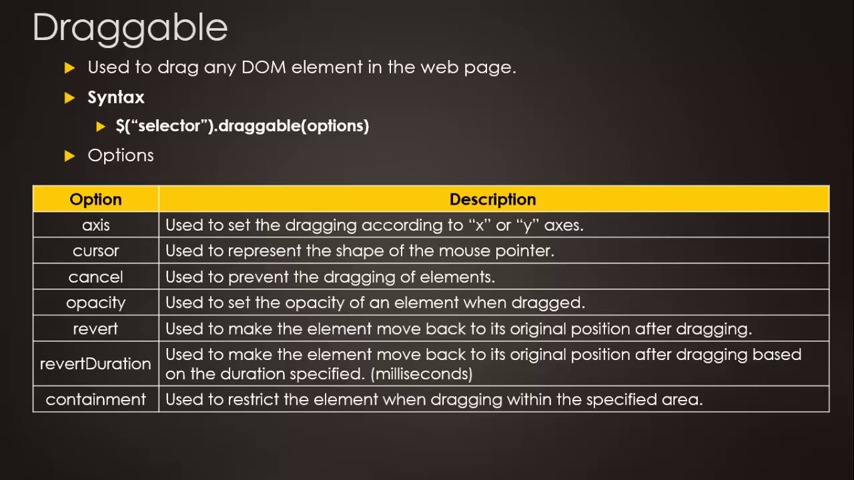 Draggable
Used to drag any DOM element in the web page.
Syntax
$(“selector”).draggable(options)
Options
Option Description
axis Used to set the dragging according to “x” or “y” axes.
cursor Used to represent the shape of the mouse pointer.
cancel Used to prevent the dragging of elements.
opacity Used to set the opacity of an element when dragged.
revert Used to make the element move back to its original position after dragging.
revertDuration Used to make the element move back to its original position after dragging based
on the duration specified. (milliseconds)
containment Used to restrict the element when dragging within the specified area.